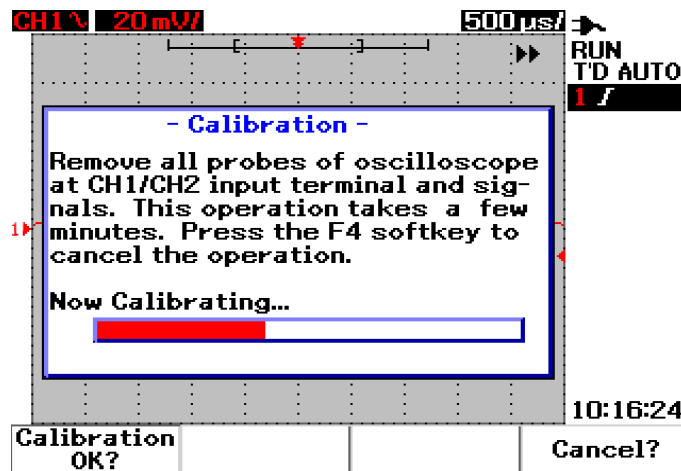 CH1 20 mV/ 500 µs/
RUN
T'D AUTO
1
- Calibration -
Remove all probes of oscilloscope
at CH1/CH2 input terminal and sig-
nals. This operation takes a few
minutes. Press the F4 softkey to
cancel the operation.
1
Now Calibrating...
10:16:24
Calibration
OK?
Cancel?